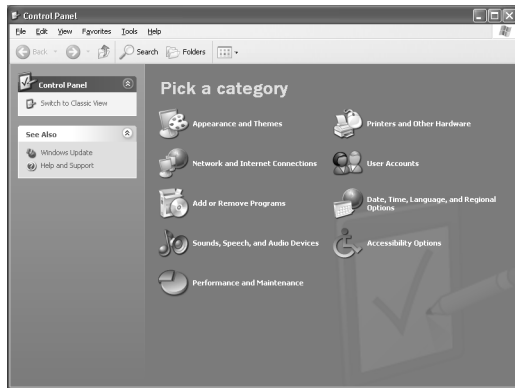 Control Panel
File Edit View Favorites Tools Help
Back Search Folders
Control Panel
Switch to Classic View
See Also
Windows Update
Help and Support
Pick a category
Appearance and Themes
Printers and Other Hardware
Network and Internet Connections
User Accounts
Add or Remove Programs
Date, Time, Language, and Regional
Options
Sounds, Speech, and Audio Devices
Accessibility Options
Performance and Maintenance